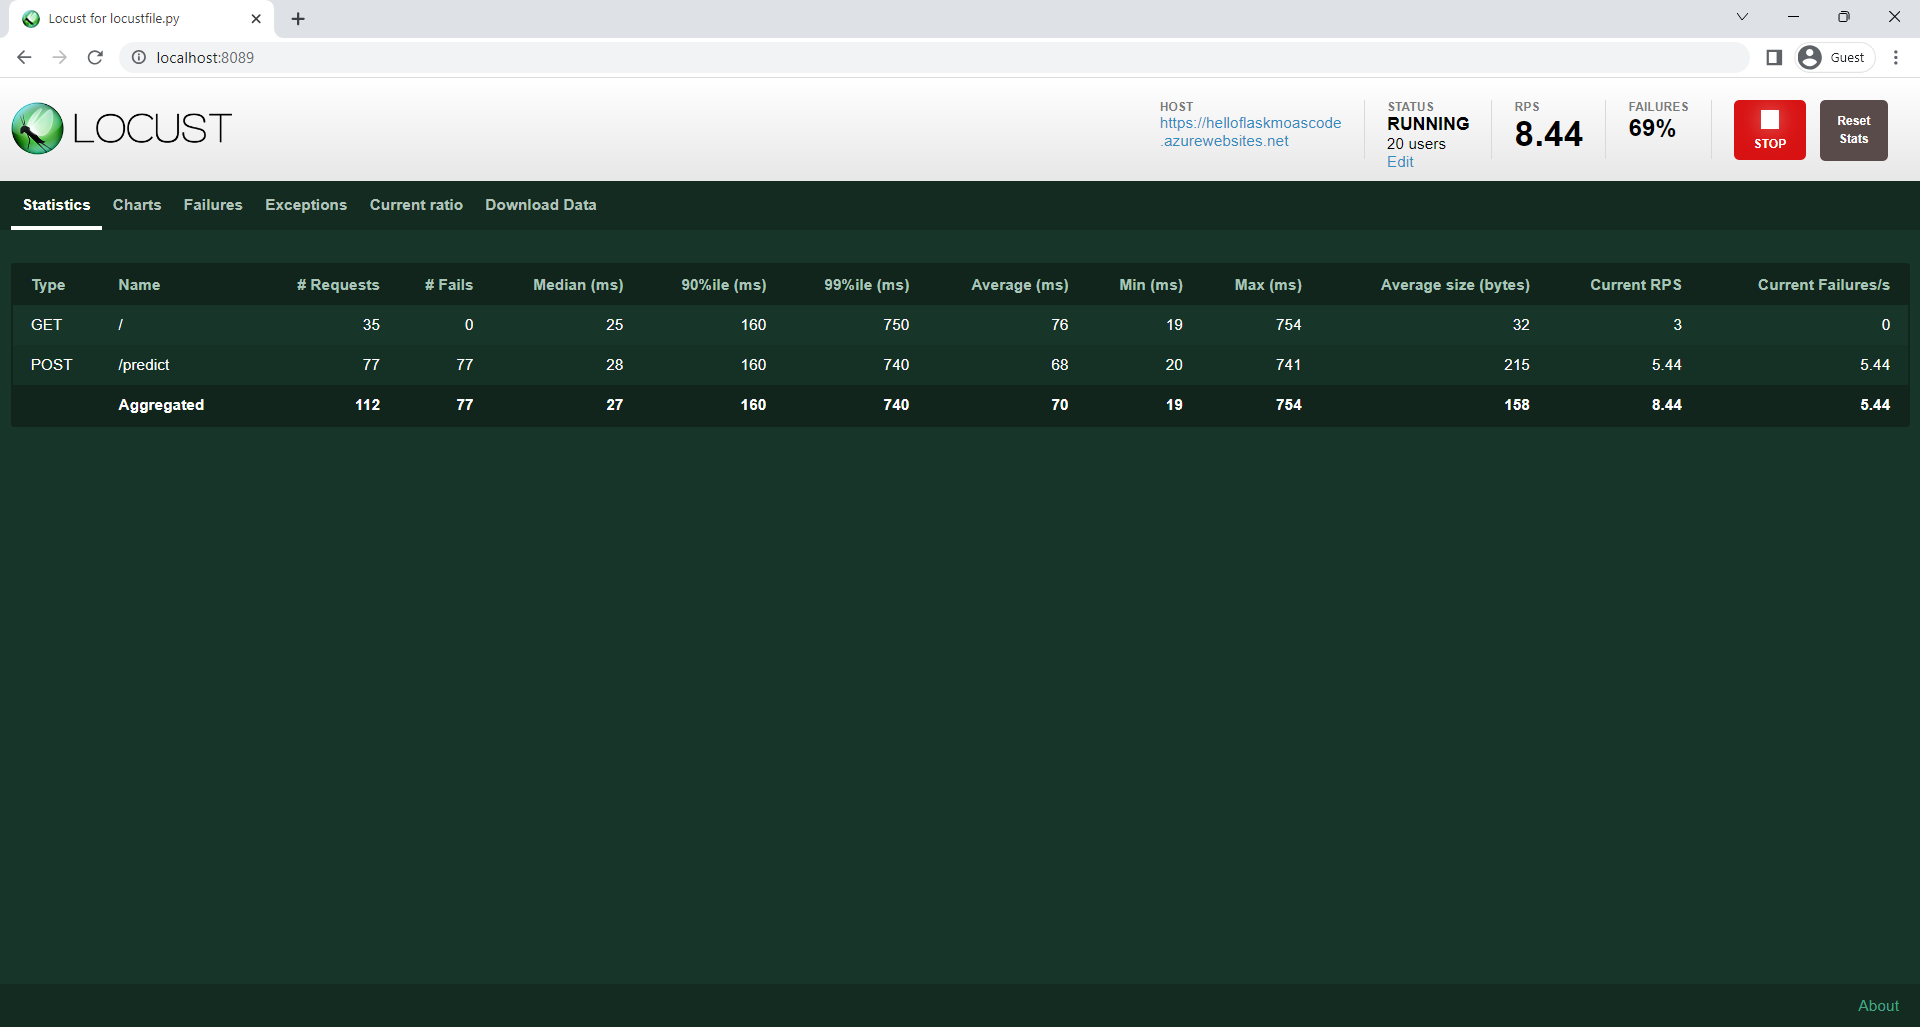 Locust for locustfile.py
localhost:8089
Guest
LOCUST
HOST
https://helloflaskmoascode
.azurewebsites.net
STATUS
RUNNING
20 users
Edit
RPS
8.44
FAILURES
69%
STOP
Reset
Stats
Statistics Charts Failures Exceptions Current ratio Download Data
Type Name # Requests # Fails Median (ms) 90%ile (ms) 99%ile (ms) Average (ms) Min (ms) Max (ms) Average size (bytes) Current RPS Current Failures/s
GET / 35 0 25 160 750 76 19 754 32 3 0
POST /predict 77 77 28 160 740 68 20 741 215 5.44 5.44
Aggregated 112 77 27 160 740 70 19 754 158 8.44 5.44
About